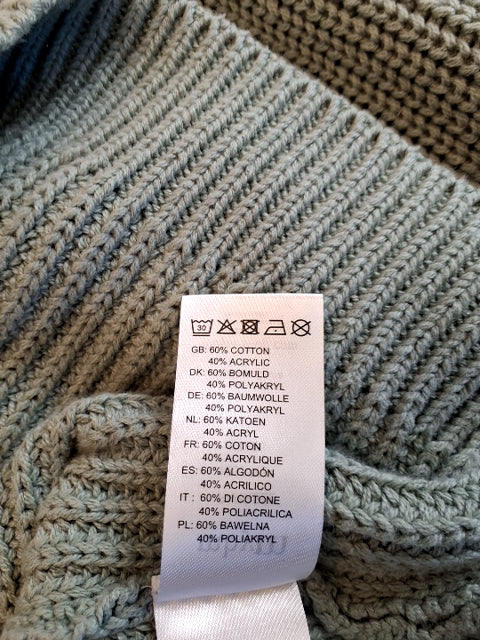 30
GB: 60% COTTON
40% ACRYLIC
DK: 60% BOMULD
40% POLYAKRYL
DE: 60% BAUMWOLLE
40% POLYAKRYL
NL: 60% KATOEN
40% ACRYL
FR: 60% COTON
40% ACRYLIQUE
ES: 60% ALGODÓN
40% ACRILICO
IT : 60% DI COTONE
40% POLIACRILICA
PL: 60% BAWELNA
40% POLIAKRYL